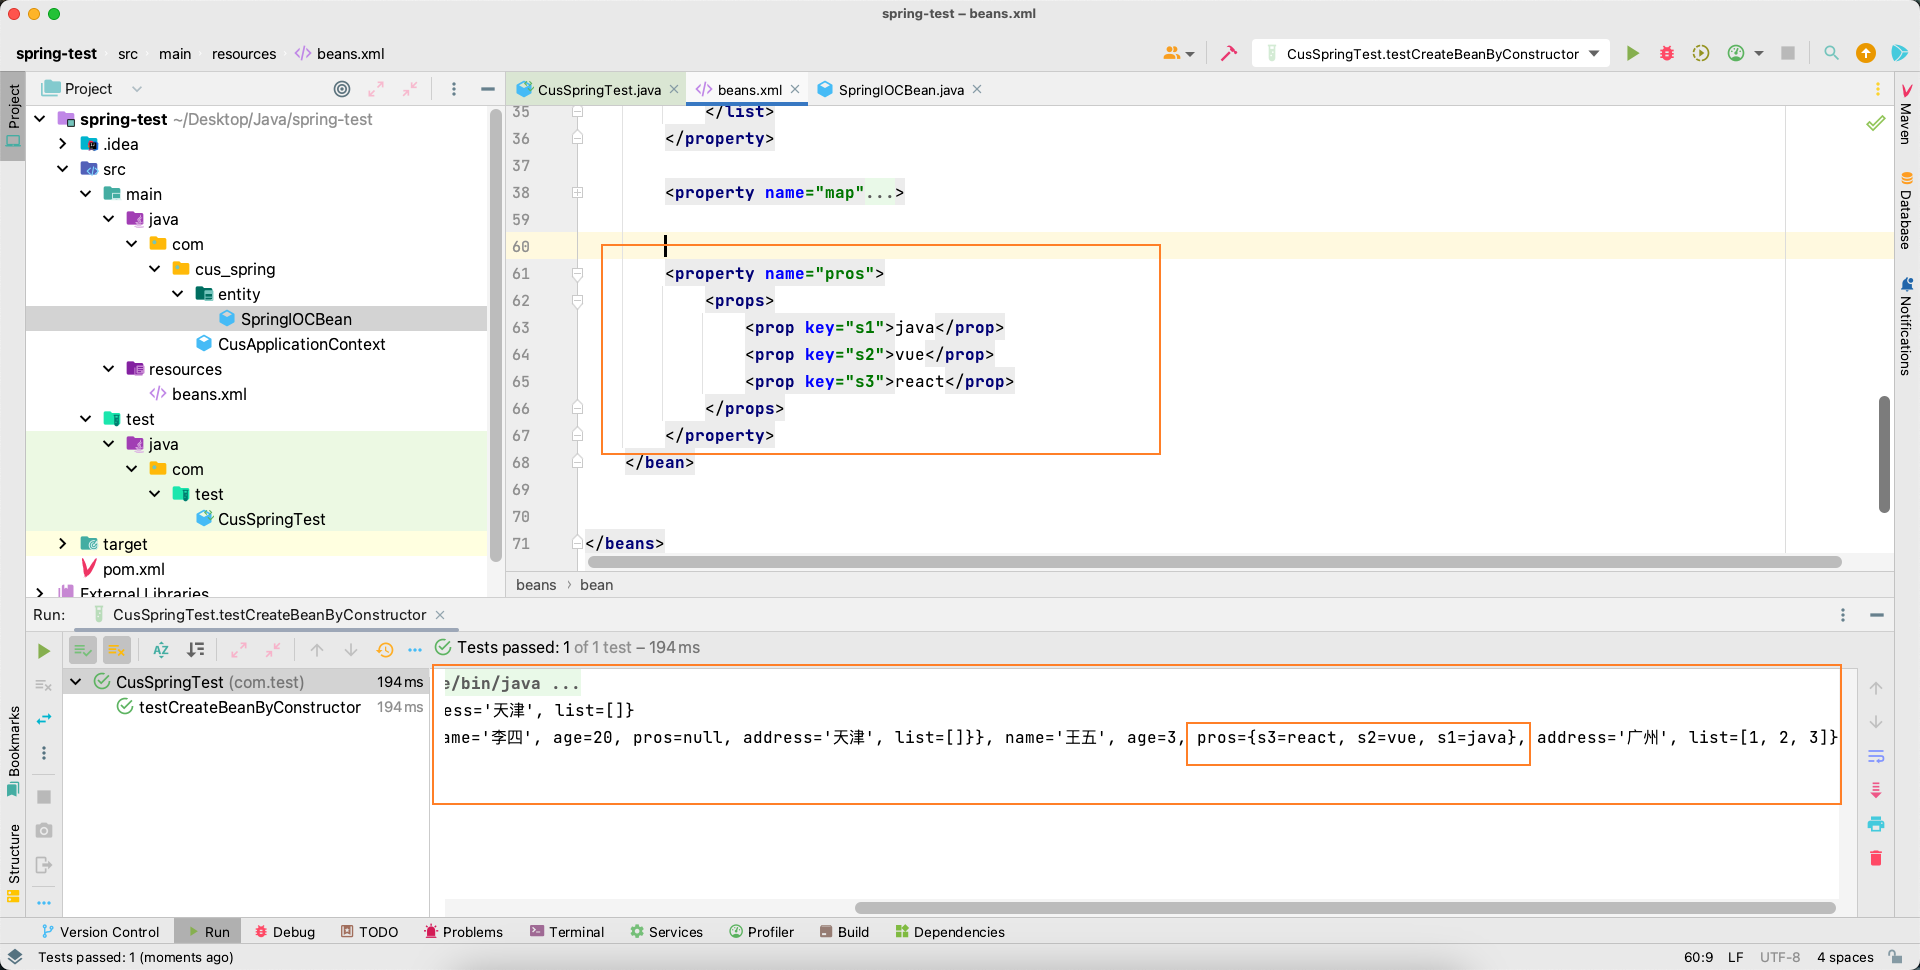 spring-test – beans.xml
spring-test src main resources beans.xml
CusSpringTest.testCreateBeanByConstructor
Project
Project
spring-test ~/Desktop/Java/spring-test
.idea
src
main
java
com
cus_spring
entity
SpringIOCBean
CusApplicationContext
resources
beans.xml
test
java
com
test
CusSpringTest
target
pom.xml
External Libraries
CusSpringTest.java
beans.xml
SpringIOCBean.java
35 </list>
36 </property>
37
38 <property name="map"...>
59
60
61 <property name="pros">
62 <props>
63 <prop key="s1">java</prop>
64 <prop key="s2">vue</prop>
65 <prop key="s3">react</prop>
66 </props>
67 </property>
68 </bean>
69
70
71 </beans>
beans › bean
Maven
Database
Notifications
Run: CusSpringTest.testCreateBeanByConstructor
Tests passed: 1 of 1 test – 194 ms
CusSpringTest (com.test) 194 ms
testCreateBeanByConstructor 194 ms
e/bin/java ...
ess='天津', list=[]}
ame='李四', age=20, pros=null, address='天津', list=[]}}, name='王五', age=3, pros={s3=react, s2=vue, s1=java}, address='广州', list=[1, 2, 3]}
Bookmarks
Structure
Version Control Run Debug TODO Problems Terminal Services Profiler Build Dependencies
Tests passed: 1 (moments ago)
60:9 LF UTF-8 4 spaces